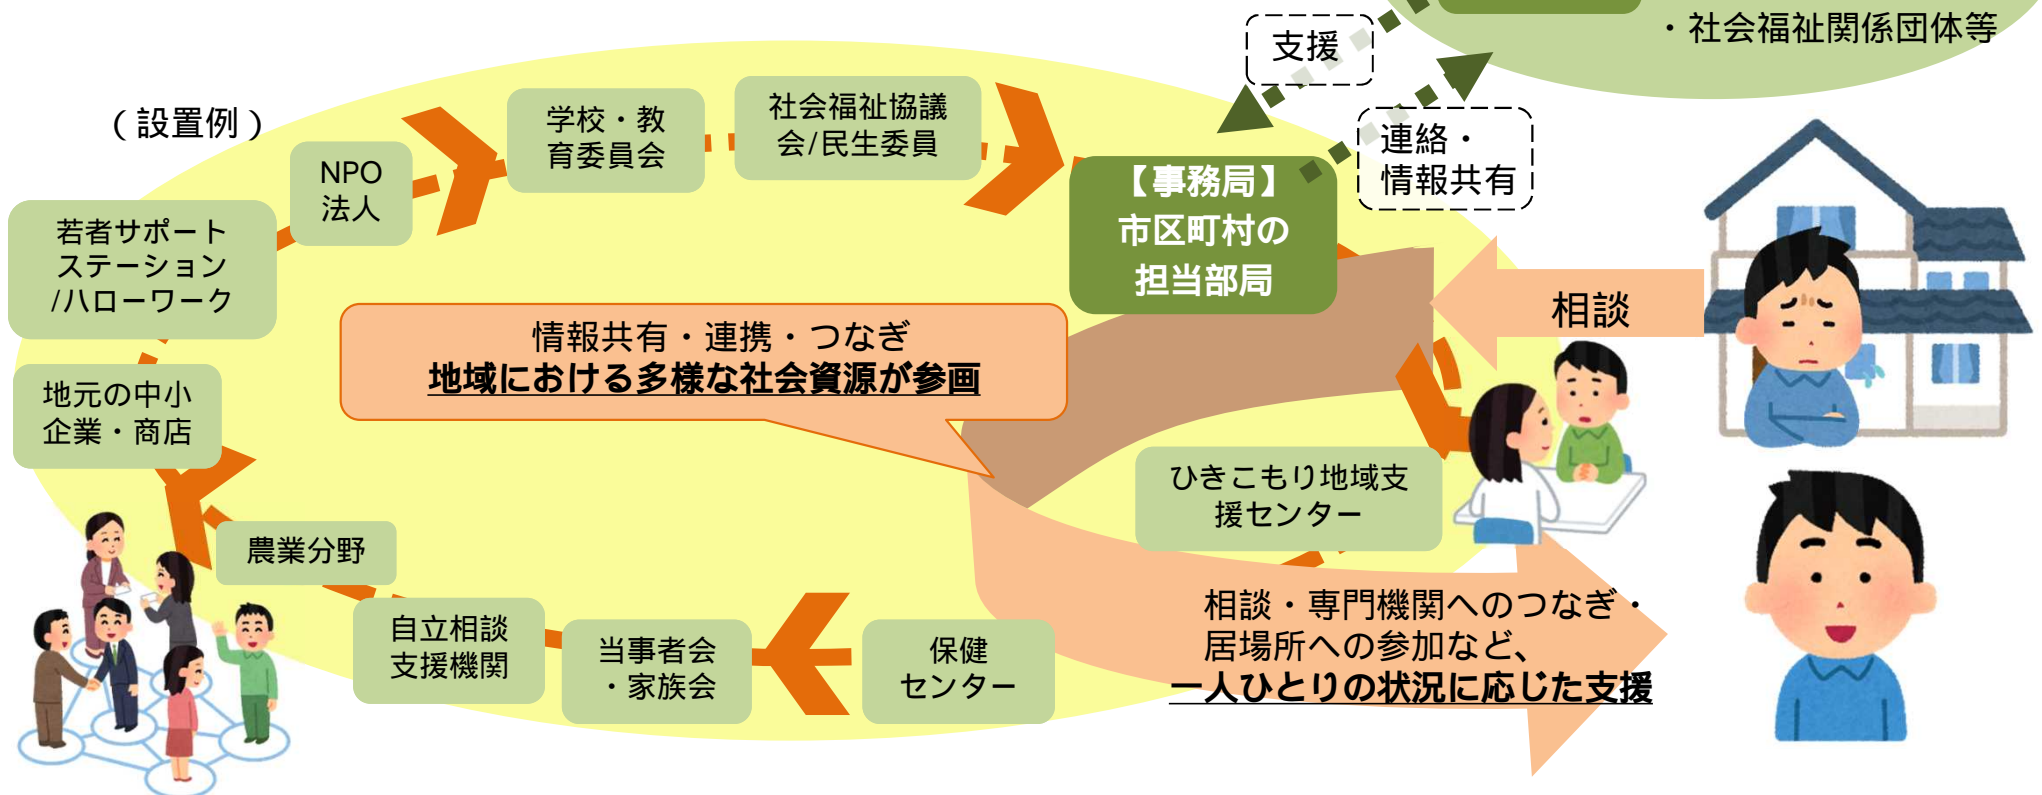 ・社会福祉関係団体等
支援
連絡・
情報共有
（設置例）
NPO
法人
学校・教
育委員会
社会福祉協議
会/民生委員
【事務局】
市区町村の
担当部局
若者サポート
ステーション
/ハローワーク
情報共有・連携・つなぎ
地域における多様な社会資源が参画
相談
地元の中小
企業・商店
ひきこもり地域支
援センター
農業分野
自立相談
支援機関
当事者会
・家族会
保健
センター
相談・専門機関へのつなぎ・
居場所への参加など、
一人ひとりの状況に応じた支援